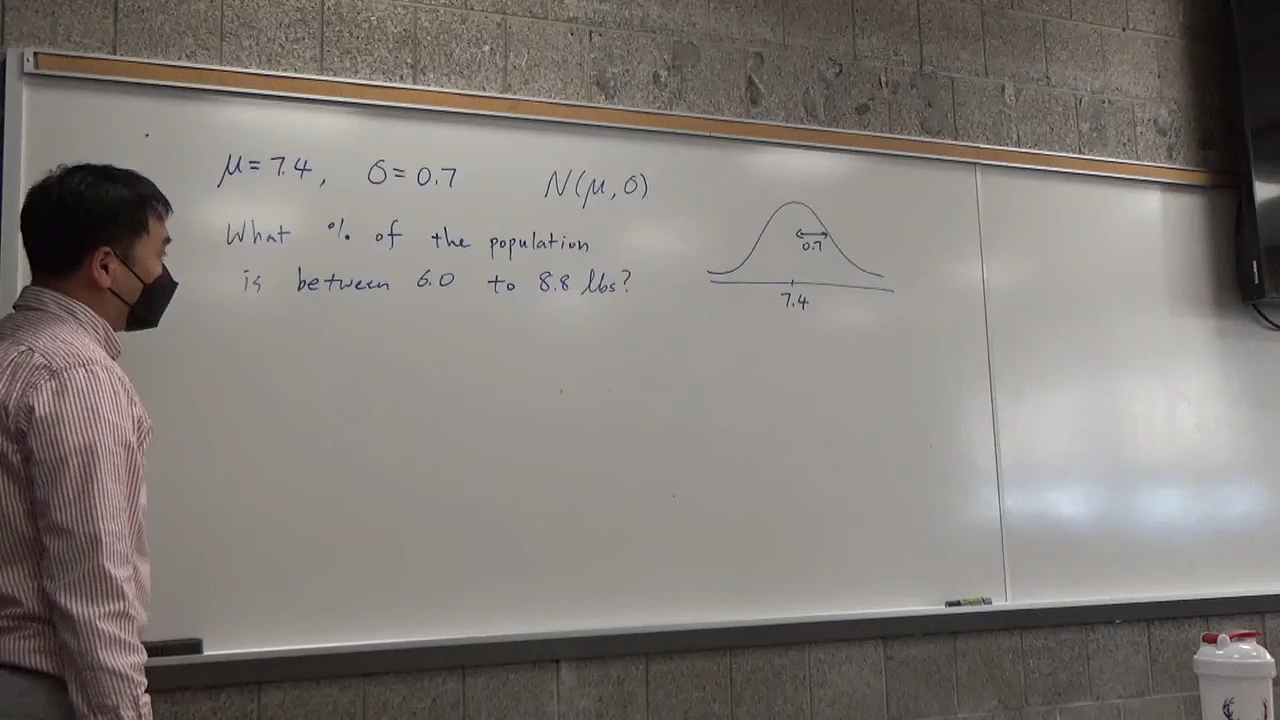 μ = 7.4, σ = 0.7 N(μ, σ)
What % of the population
is between 6.0 to 8.8 lbs?
0.7
7.4